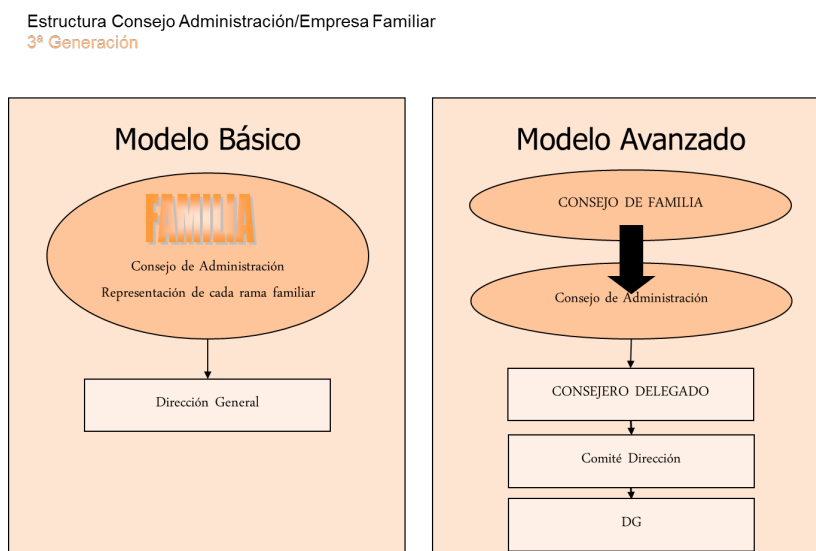 Estructura Consejo Administración/Empresa Familiar
3ª Generación
Modelo Básico
FAMILIA
Consejo de Administración
Representación de cada rama familiar
Dirección General
Modelo Avanzado
CONSEJO DE FAMILIA
Consejo de Administración
CONSEJERO DELEGADO
Comité Dirección
DG